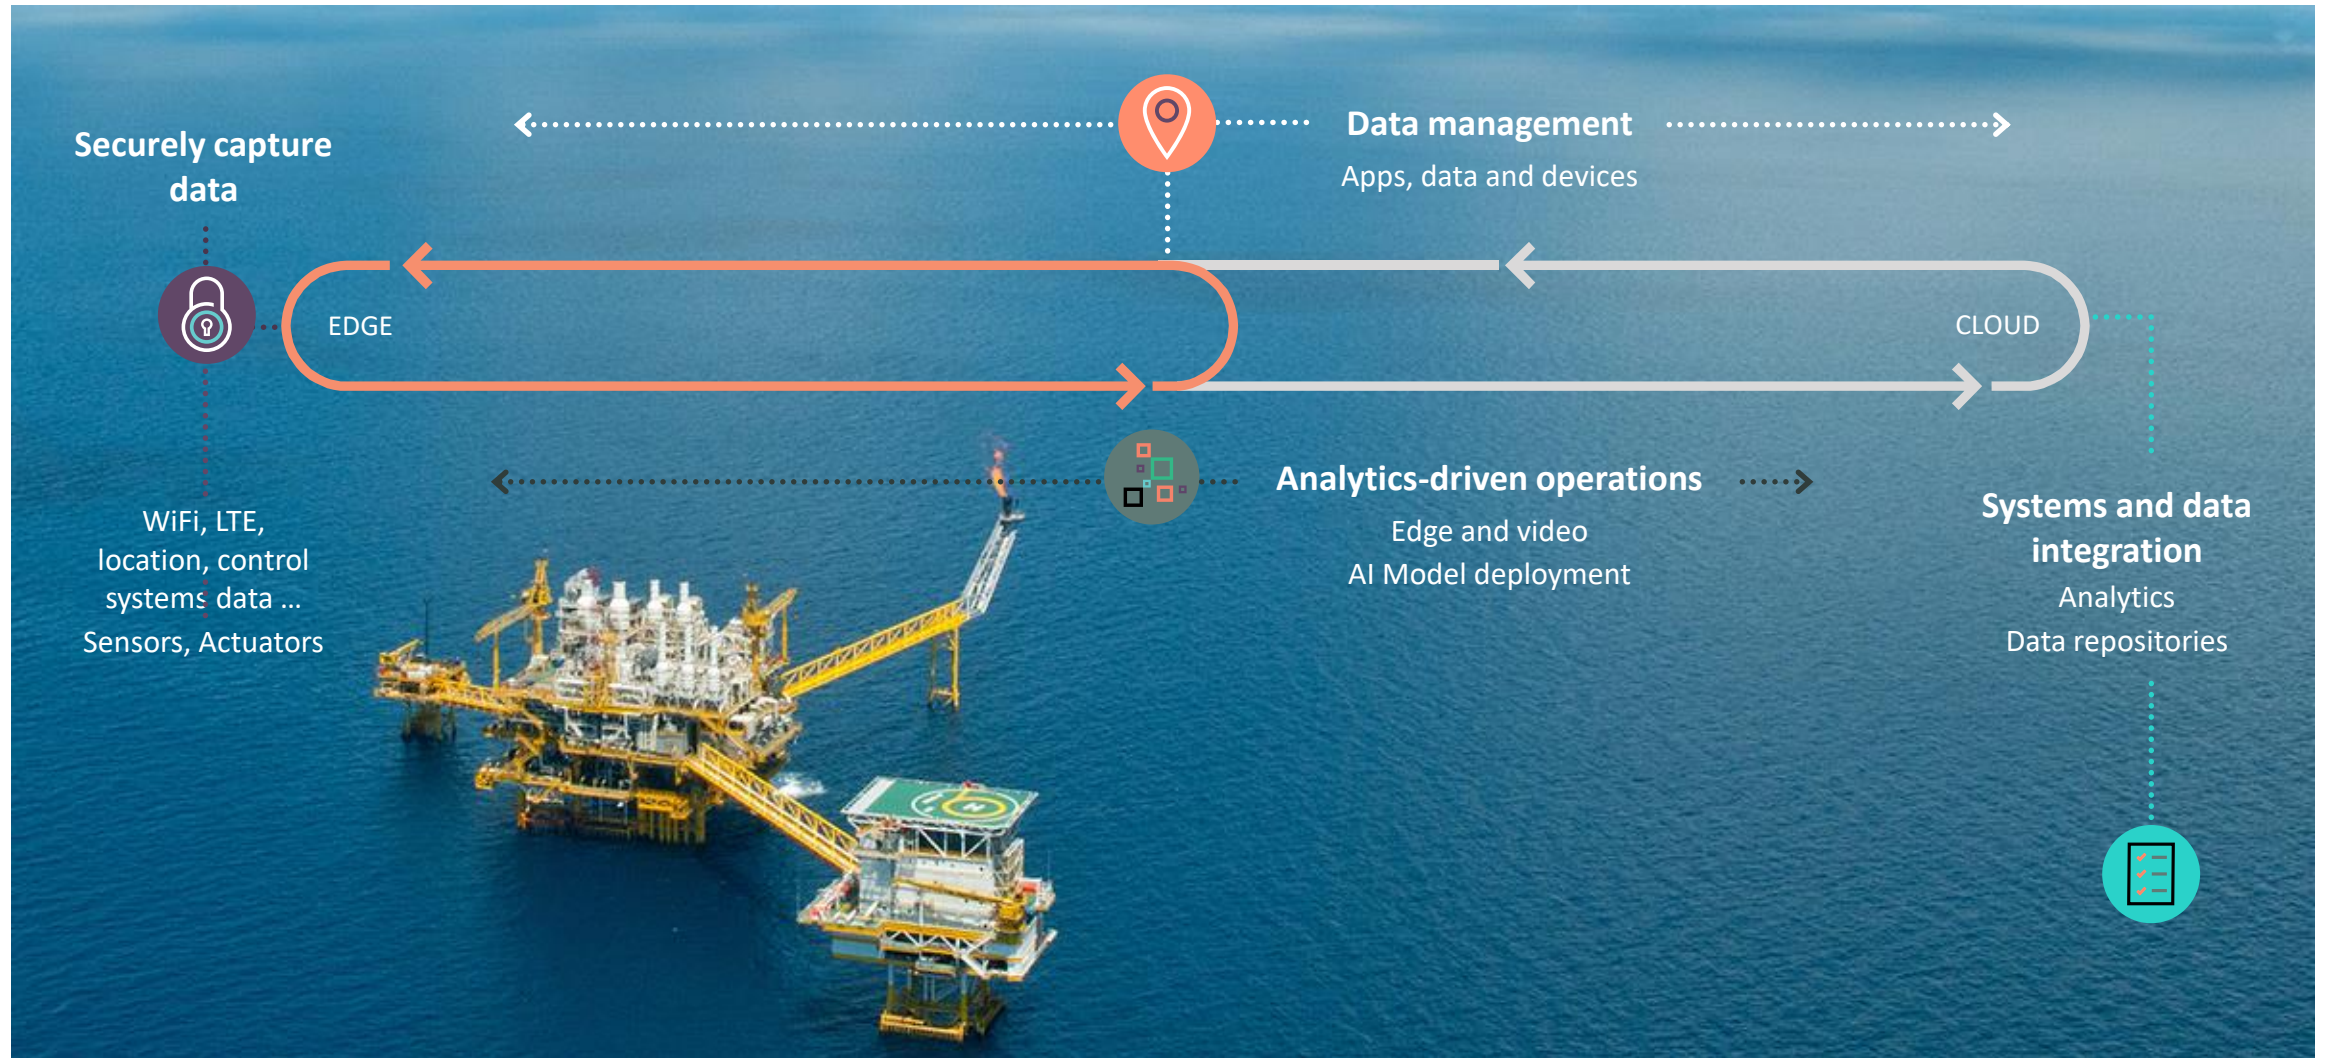 Securely capture
data
Data management
Apps, data and devices
EDGE
CLOUD
WiFi, LTE,
location, control
systems data ...
Sensors, Actuators
Analytics-driven operations
Edge and video
AI Model deployment
Systems and data
integration
Analytics
Data repositories
H